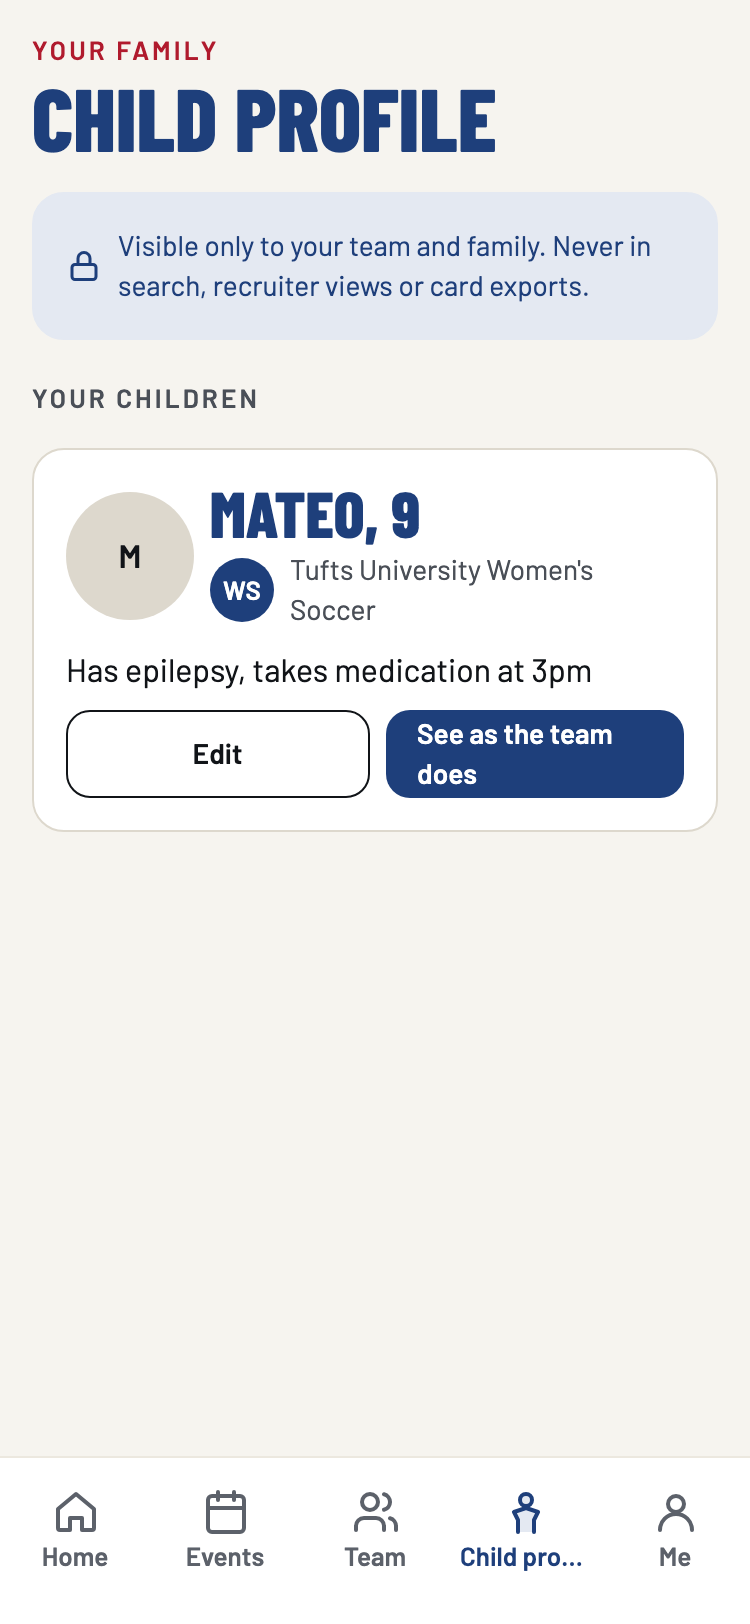 YOUR FAMILY
CHILD PROFILE
Visible only to your team and family. Never in
search, recruiter views or card exports.
YOUR CHILDREN
M
MATEO, 9
WS
Tufts University Women's
Soccer
Has epilepsy, takes medication at 3pm
Edit
See as the team
does
Home
Events
Team
Child pro...
Me